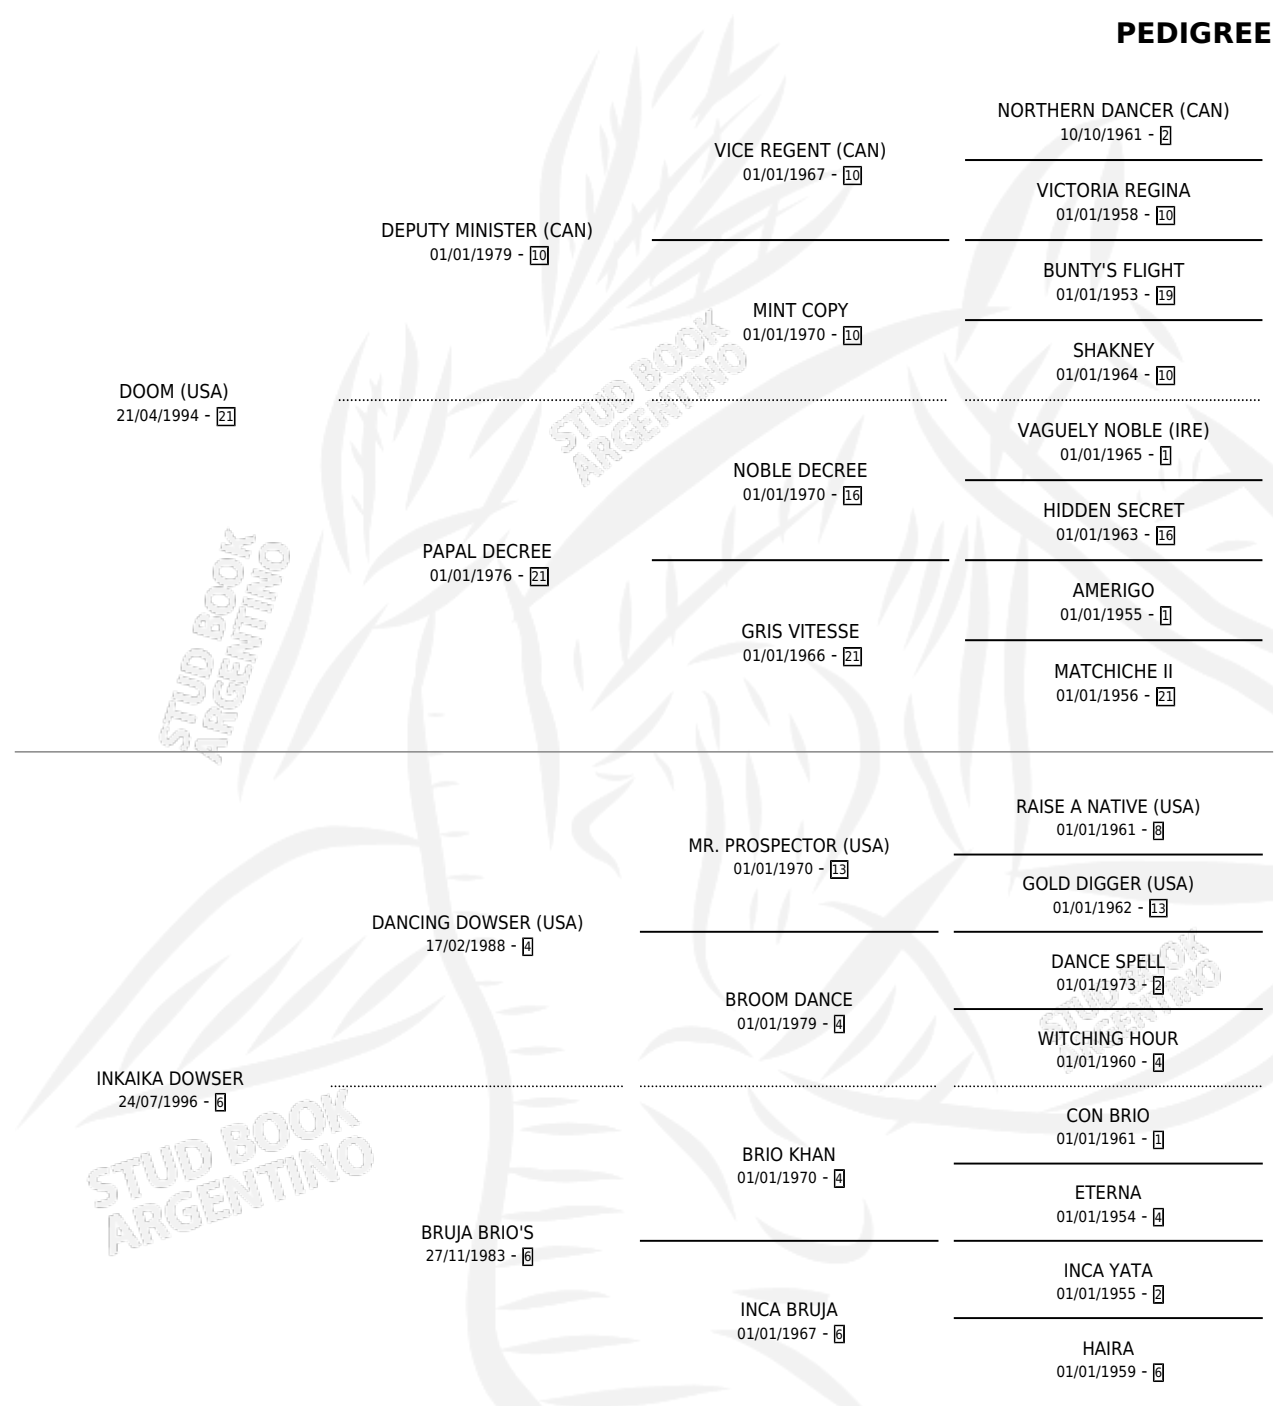 PEDIGREE
NORTHERN DANCER (CAN)
10/10/1961 - 2
VICE REGENT (CAN)
01/01/1967 - 10
VICTORIA REGINA
01/01/1958 - 10
DEPUTY MINISTER (CAN)
01/01/1979 - 10
BUNTY'S FLIGHT
01/01/1953 - 19
MINT COPY
01/01/1970 - 10
SHAKNEY
01/01/1964 - 10
DOOM (USA)
21/04/1994 - 21
VAGUELY NOBLE (IRE)
01/01/1965 - 1
NOBLE DECREE
01/01/1970 - 16
HIDDEN SECRET
01/01/1963 - 16
PAPAL DECREE
01/01/1976 - 21
AMERIGO
01/01/1955 - 1
GRIS VITESSE
01/01/1966 - 21
MATCHICHE II
01/01/1956 - 21
RAISE A NATIVE (USA)
01/01/1961 - 8
MR. PROSPECTOR (USA)
01/01/1970 - 13
GOLD DIGGER (USA)
01/01/1962 - 13
DANCING DOWSER (USA)
17/02/1988 - 4
DANCE SPELL
01/01/1973 - 2
BROOM DANCE
01/01/1979 - 4
WITCHING HOUR
01/01/1960 - 4
INKAIKA DOWSER
24/07/1996 - 6
CON BRIO
01/01/1961 - 1
BRIO KHAN
01/01/1970 - 4
ETERNA
01/01/1954 - 4
BRUJA BRIO'S
27/11/1983 - 6
INCA YATA
01/01/1955 - 2
INCA BRUJA
01/01/1967 - 6
HAIRA
01/01/1959 - 6
STUD BOOK
ARGENTINO
STUD BOOK
ARGENTINO
STUD BOOK
ARGENTINO
STUD BOOK
ARGENTINO